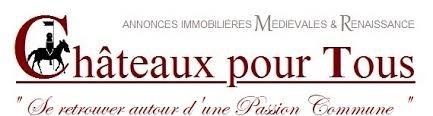 ANNONCES IMMOBILIÈRES MÉDIEVALES & RENAISSANCE
Châteaux pour Tous
" Se retrouver autour d'une Passion Commune "